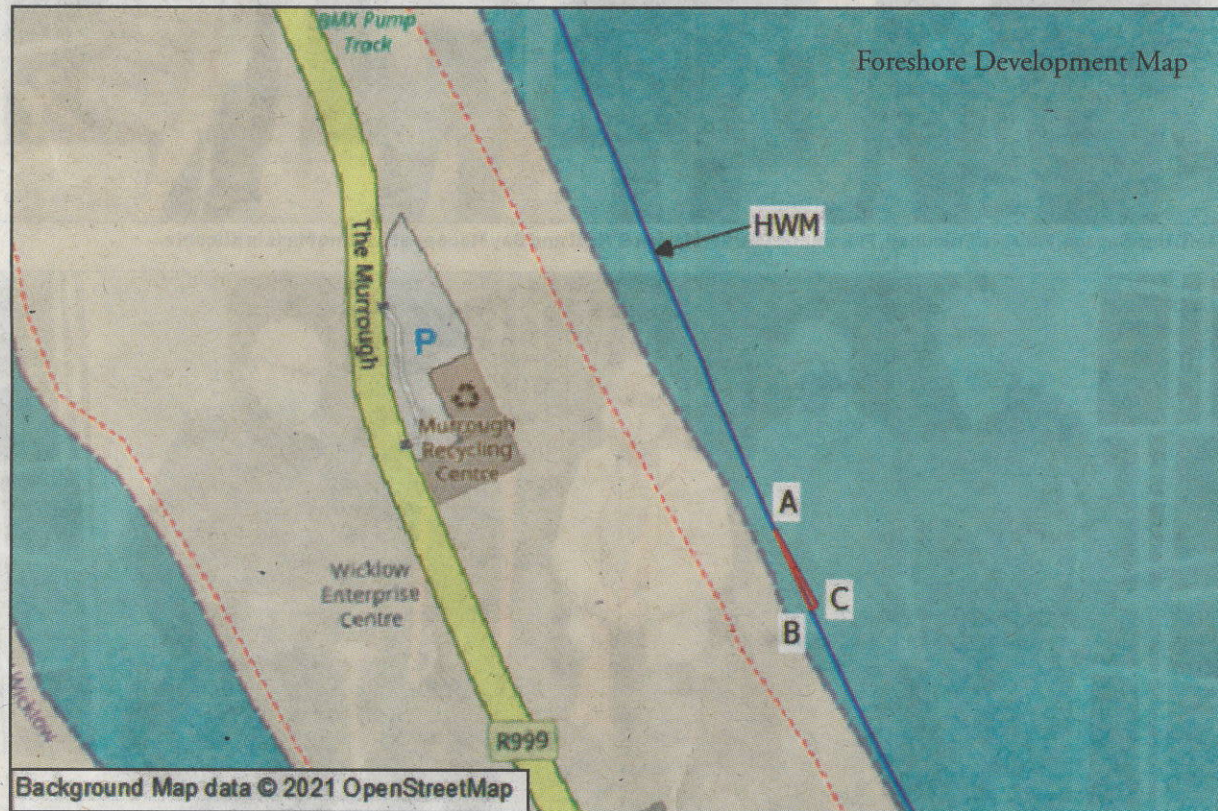 BMX Pump
Track
Foreshore Development Map
HWM
The Murrough
P
Murrough
Recycling
Centre
A
C
B
Wicklow
Enterprise
Centre
Wicklow
R999
Background Map data © 2021 OpenStreetMap